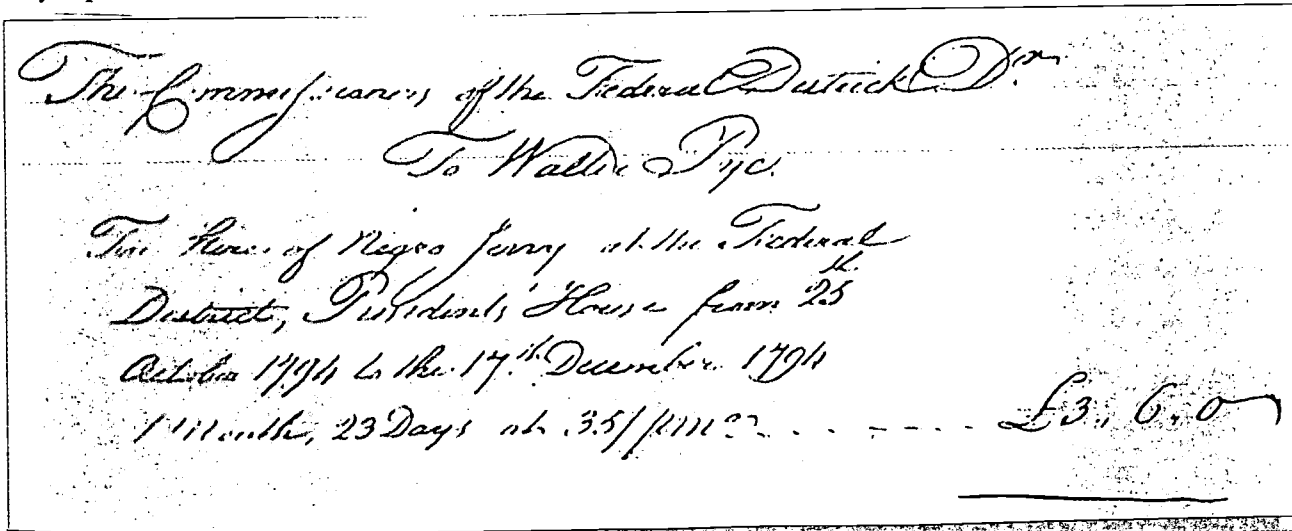 The Commissioners of the Federal District Dr
To Walter Pye
For hire of Negro Jerry at the Federal
District, Presidents House from 25th
October 1794 to the 17th December 1794
1 Month, 23 Days at 35/ pm
£3, 6, 0